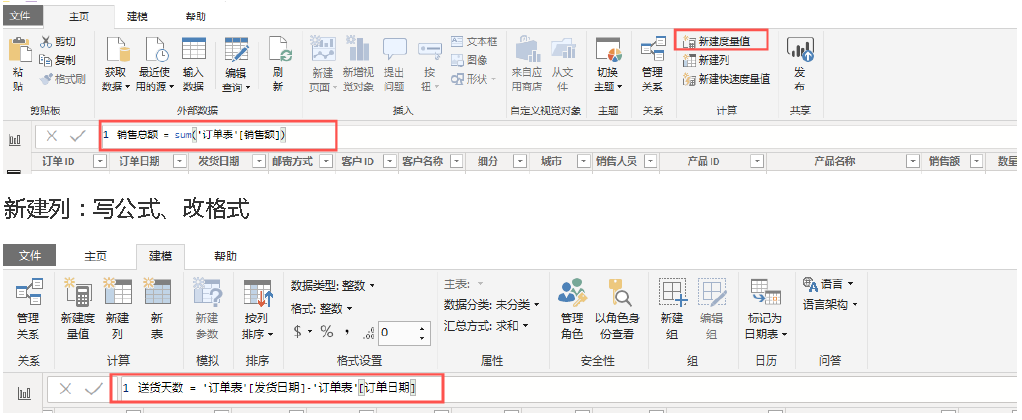 文件 主页 建模 帮助
剪切 文本框 新建度量值
复制 图像 新建列
格式刷 形状 新建快速度量值
粘贴 获取数据 最近使用的源 输入数据 编辑查询 刷新 新建页面 新增视觉对象 提出问题 按钮 来自应用商店 从文件 切换主题 管理关系 发布
剪贴板 外部数据 插入 自定义视觉对象 主题 关系 计算 共享
1 销售总额 = sum('订单表'[销售额])
订单 ID 订单日期 发货日期 邮寄方式 客户 ID 客户名称 细分 城市 销售人员 产品 ID 产品名称 销售额 数量
新建列：写公式、改格式
文件 主页 建模 帮助
数据类型: 整数 主表: 语言
格式: 整数 数据分类: 未分类 语言架构
$ % , .00 0 汇总方式: 求和
管理关系 新建度量值 新建列 新表 新建参数 按列排序 管理角色 以角色身份查看 新建组 编辑组 标记为日期表
关系 计算 模拟 排序 格式设置 属性 安全性 组 日历 问答
1 送货天数 = '订单表'[发货日期]-'订单表'[订单日期]